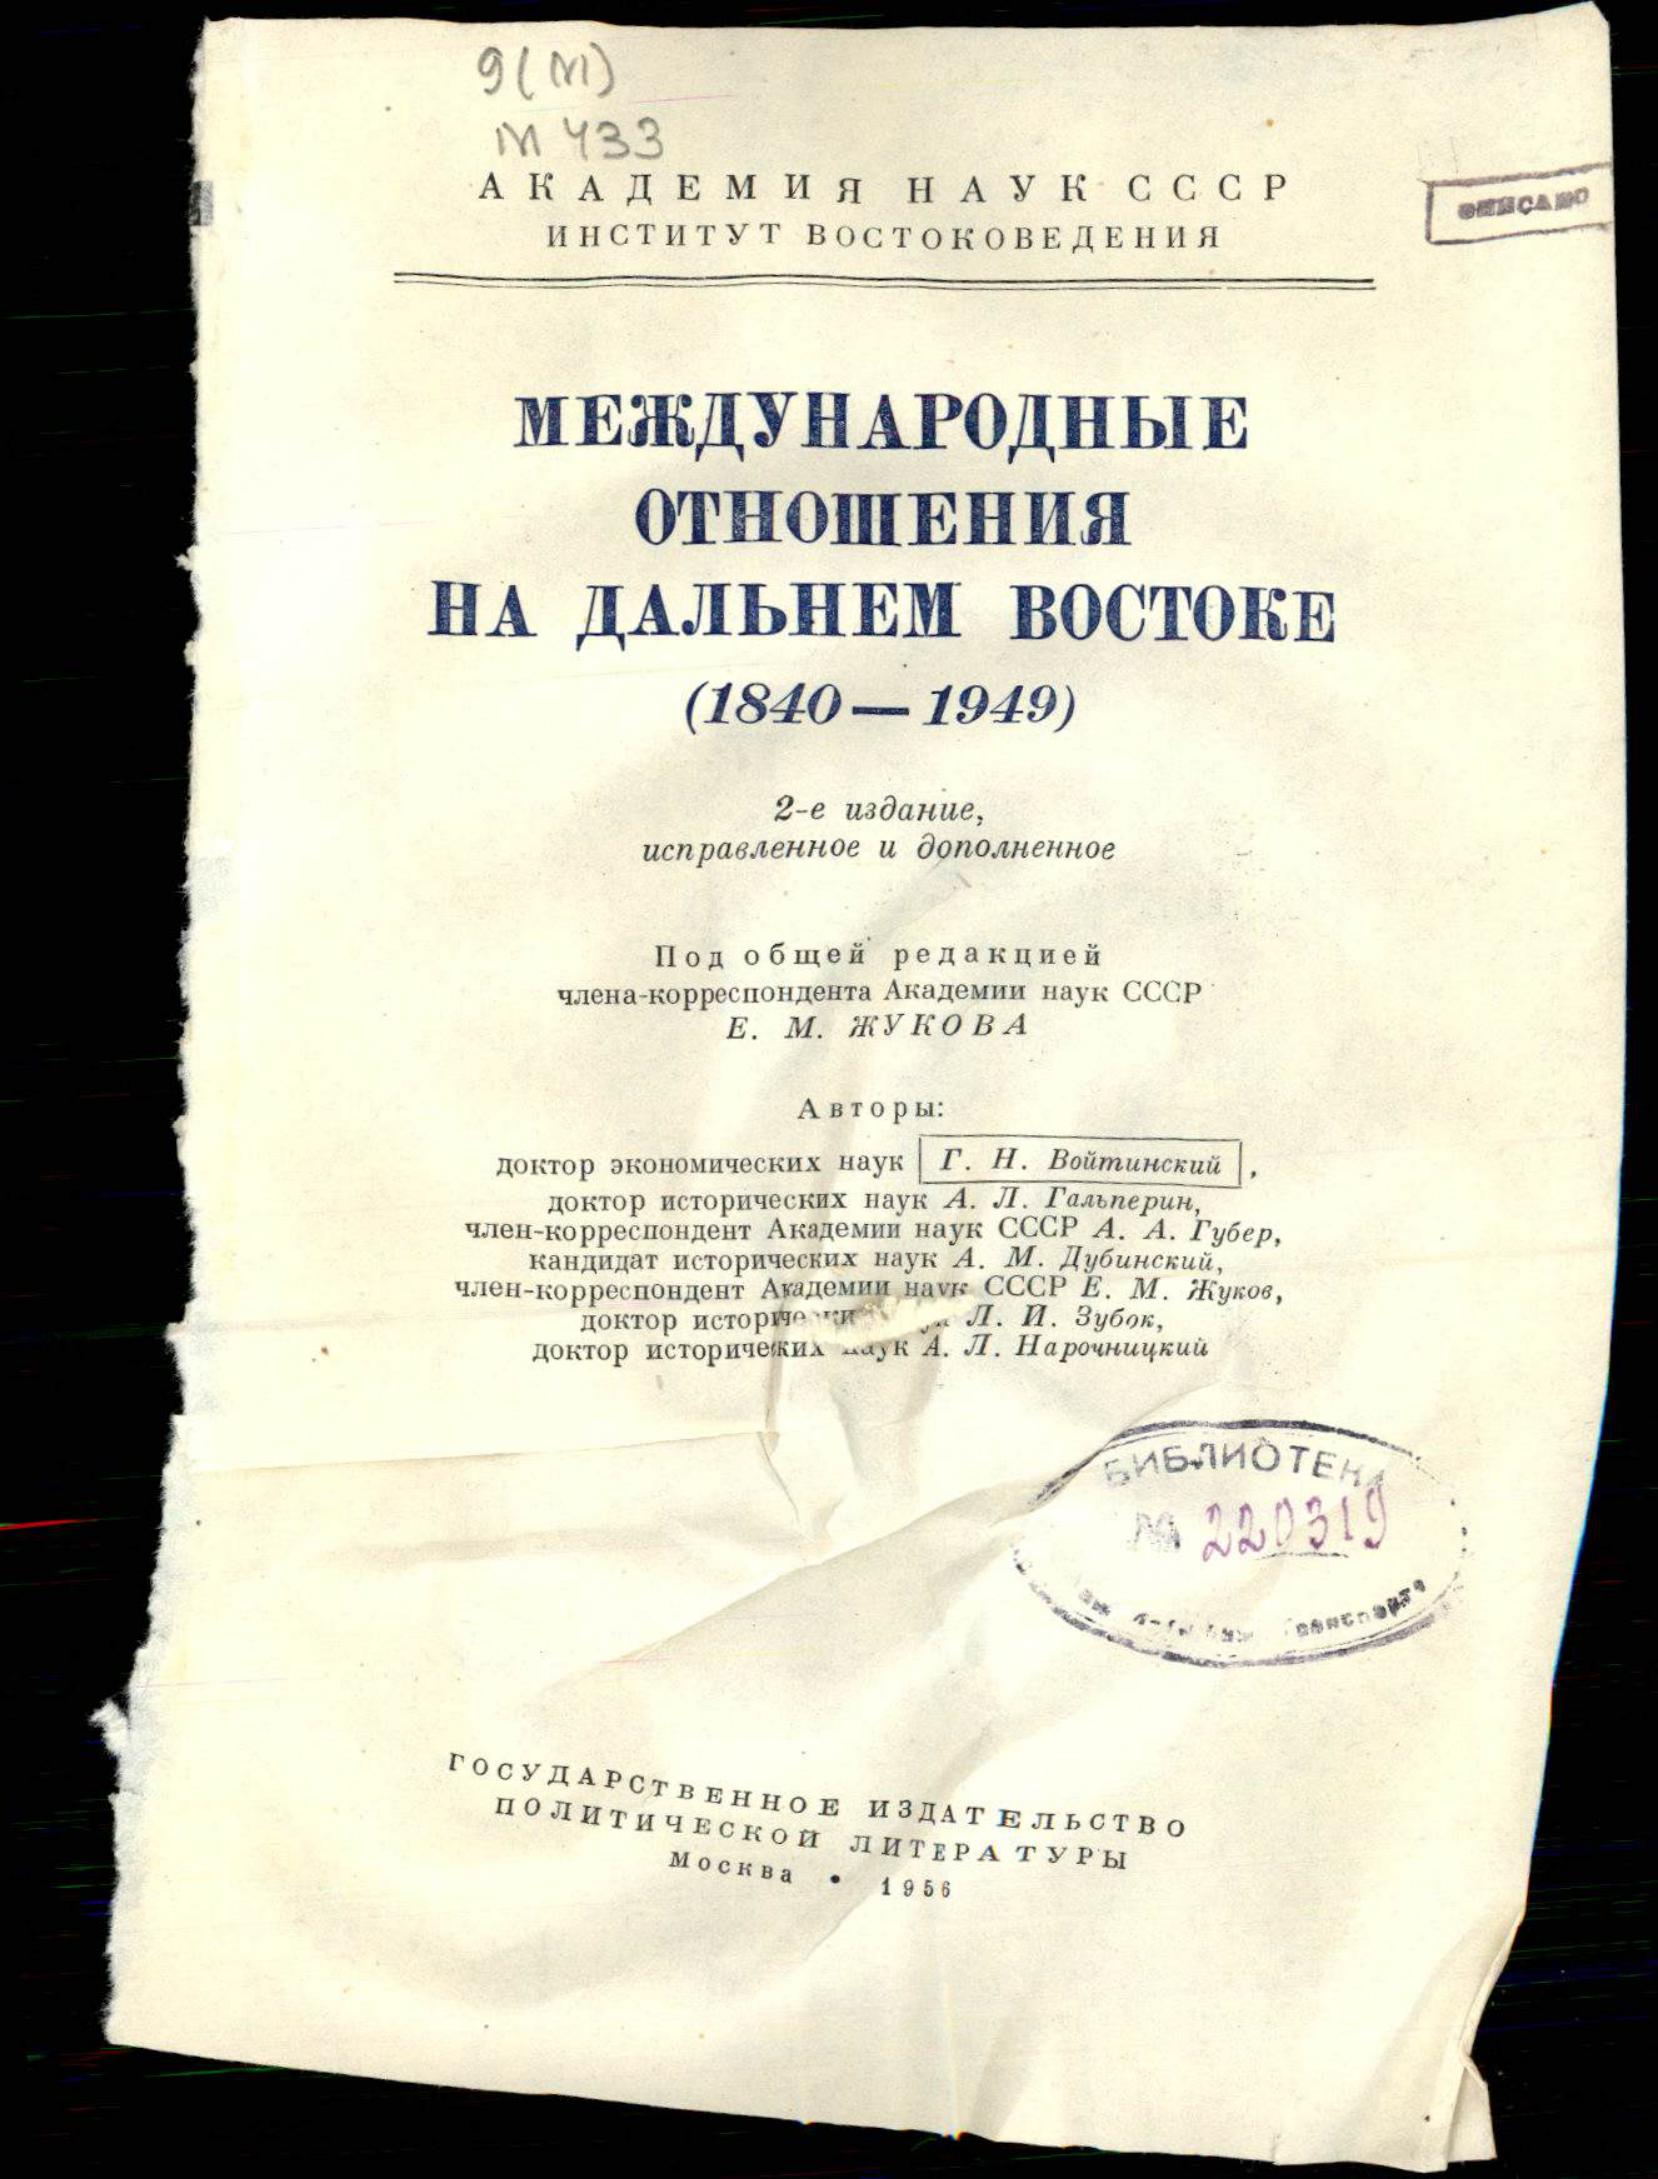 9(М)
М 433
АКАДЕМИЯ НАУК СССР
ИНСТИТУТ ВОСТОКОВЕДЕНИЯ
ОПИСАНО
МЕЖДУНАРОДНЫЕ
ОТНОШЕНИЯ
НА ДАЛЬНЕМ ВОСТОКЕ
(1840—1949)
2-е издание,
исправленное и дополненное
Под общей редакцией
члена-корреспондента Академии наук СССР
Е. М. ЖУКОВА
Авторы:
доктор экономических наук Г. Н. Войтинский,
доктор исторических наук А. Л. Гальперин,
член-корреспондент Академии наук СССР А. А. Губер,
кандидат исторических наук А. М. Дубинский,
член-корреспондент Академии наук СССР Е. М. Жуков,
доктор Л. И. Зубок,
доктор исторических наук А. Л. Нарочницкий
БИБЛИОТЕКА
№ 220319
ГОСУДАРСТВЕННОЕ ИЗДАТЕЛЬСТВО
ПОЛИТИЧЕСКОЙ ЛИТЕРАТУРЫ
Москва • 1956